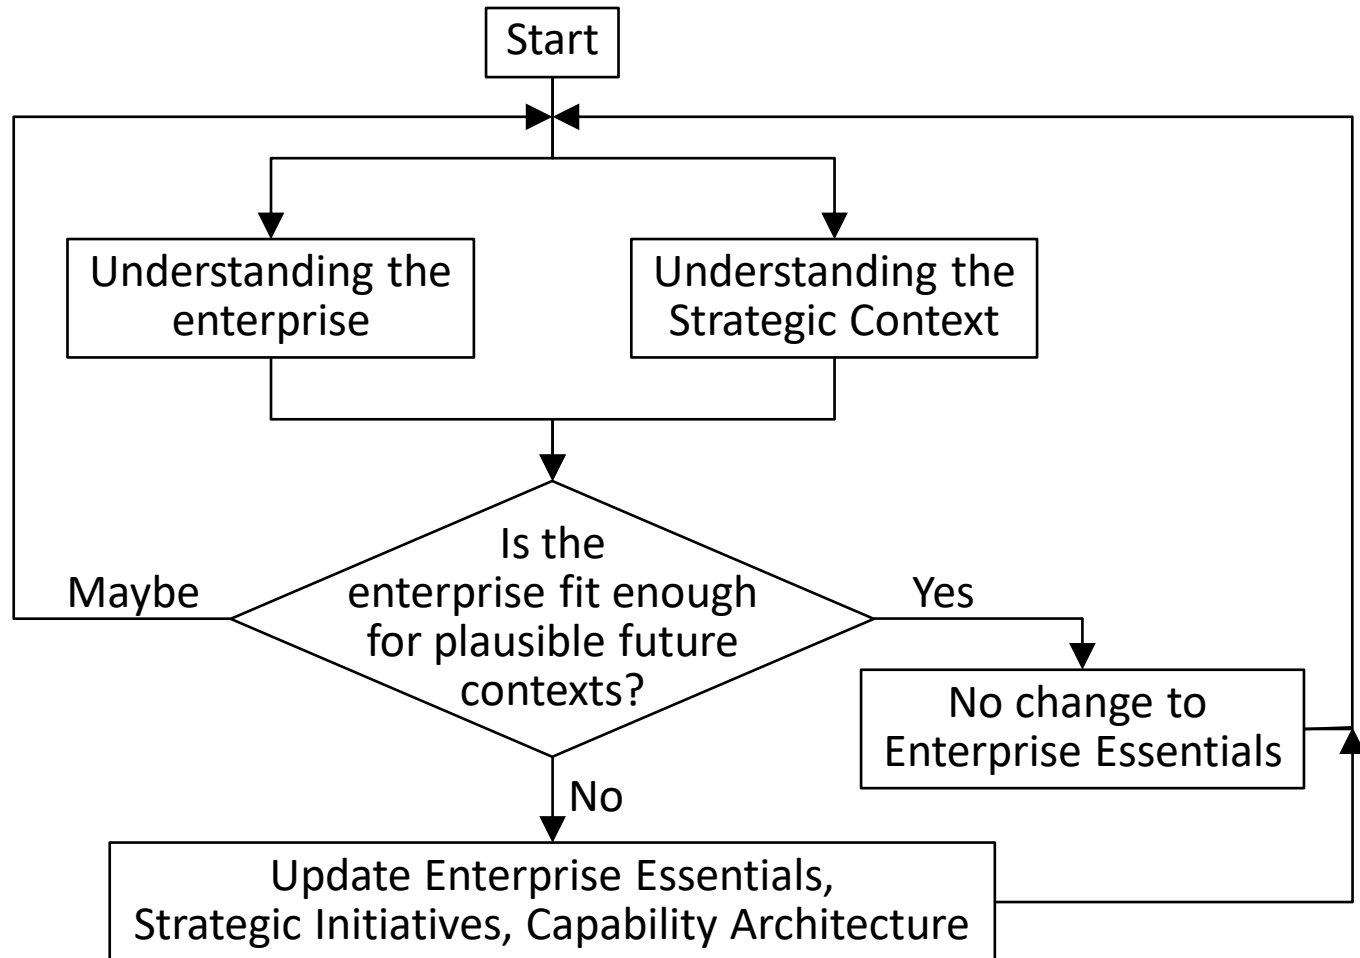 Start
Understanding the
enterprise
Understanding the
Strategic Context
Is the
enterprise fit enough
for plausible future
contexts?
Maybe
Yes
No change to
Enterprise Essentials
No
Update Enterprise Essentials,
Strategic Initiatives, Capability Architecture